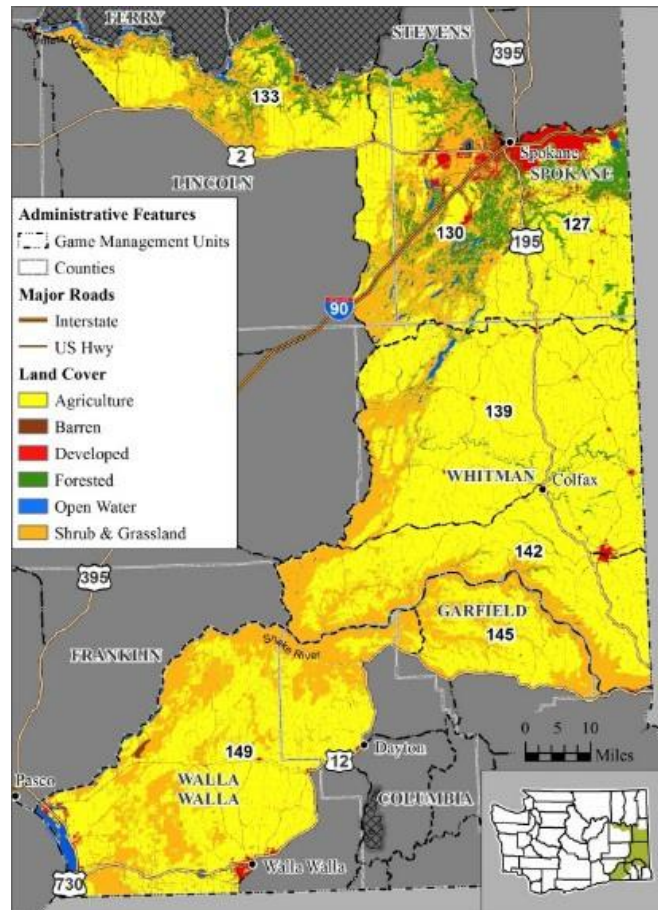 FERRY
STEVENS
395
133
2
LINCOLN
Spokane
SPOKANE
130
127
195
90
Administrative Features
Game Management Units
Counties
Major Roads
Interstate
US Hwy
Land Cover
Agriculture
Barren
Developed
Forested
Open Water
Shrub & Grassland
139
WHITMAN
Colfax
142
395
GARFIELD
145
FRANKLIN
Snake River
149
12
Dayton
0 5 10
Miles
Pasco
WALLA
WALLA
COLUMBIA
Walla Walla
730